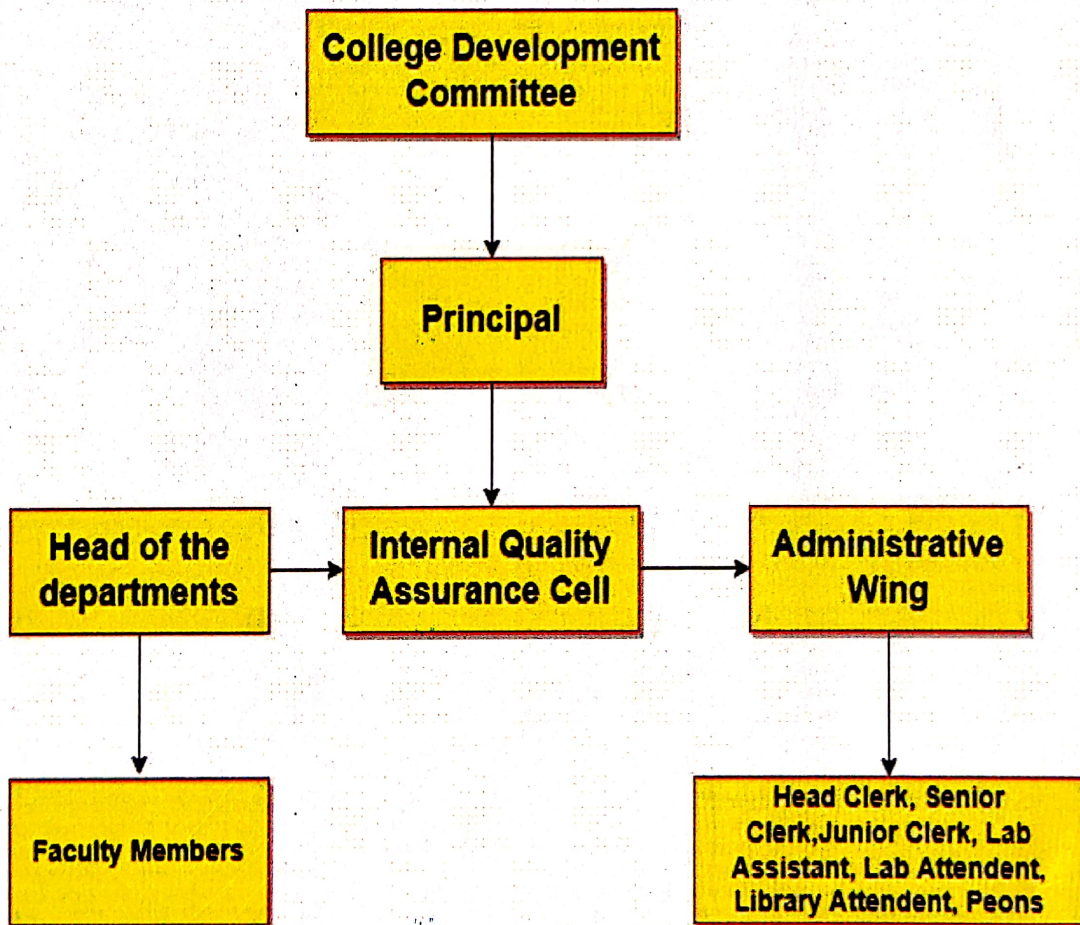 College Development
Committee
Principal
Head of the
departments
Internal Quality
Assurance Cell
Administrative
Wing
Faculty Members
Head Clerk, Senior
Clerk,Junior Clerk, Lab
Assistant, Lab Attendent,
Library Attendent, Peons